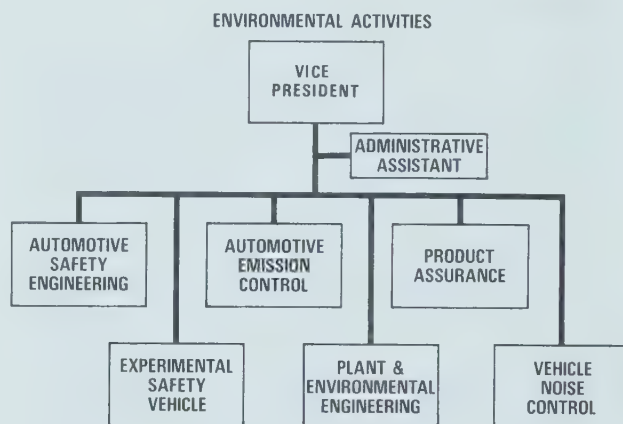 ENVIRONMENTAL ACTIVITIES
VICE
PRESIDENT
ADMINISTRATIVE
ASSISTANT
AUTOMOTIVE
SAFETY
ENGINEERING
AUTOMOTIVE
EMISSION
CONTROL
PRODUCT
ASSURANCE
EXPERIMENTAL
SAFETY
VEHICLE
PLANT &
ENVIRONMENTAL
ENGINEERING
VEHICLE
NOISE
CONTROL